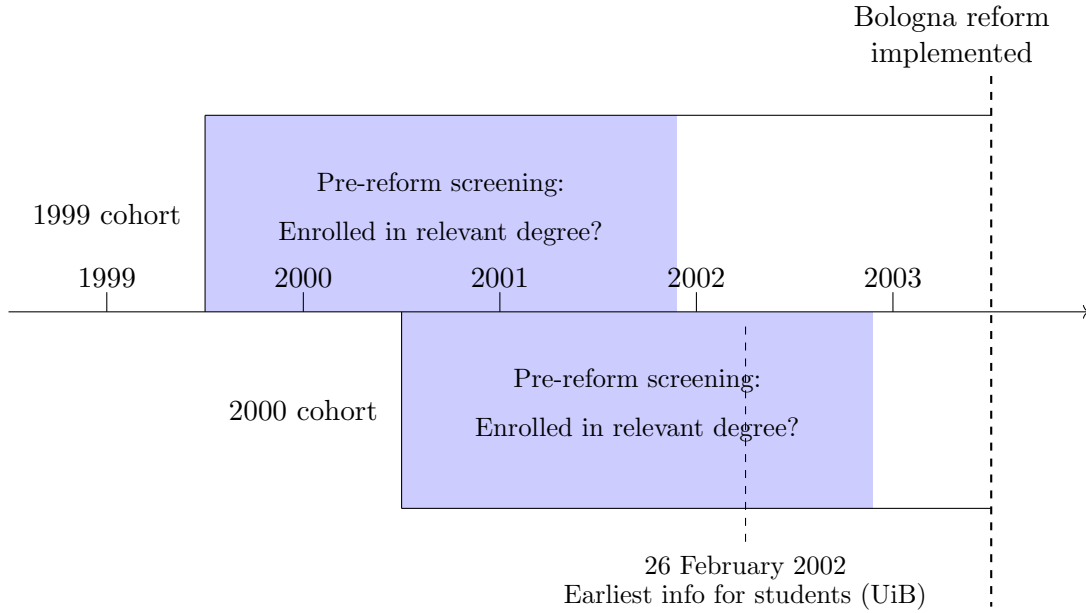 Bologna reform
implemented
Pre-reform screening:
Enrolled in relevant degree?
1999 cohort
1999
2000
2001
2002
2003
Pre-reform screening:
Enrolled in relevant degree?
2000 cohort
26 February 2002
Earliest info for students (UiB)